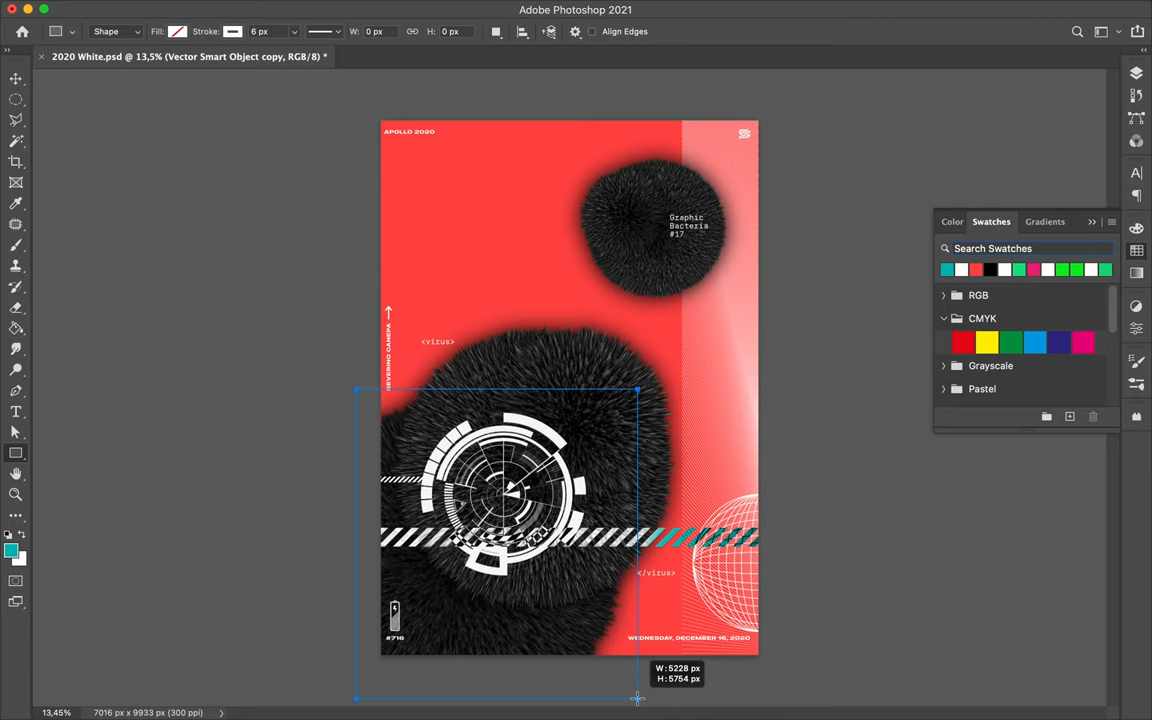 Adobe Photoshop 2021
Shape
Fill:
Stroke:
6 px
W: 0 px
H: 0 px
Align Edges
2020 White.psd @ 13,5% (Vector Smart Object copy, RGB/8) *
APOLLO 2020
Graphic
Bacteria
#17
SEVERINO CANEPA
<virus>
</virus>
#716
WEDNESDAY, DECEMBER 16, 2020
W: 5228 px
H: 5754 px
Color
Swatches
Gradients
Search Swatches
RGB
CMYK
Grayscale
Pastel
13,45%
7016 px x 9933 px (300 ppi)